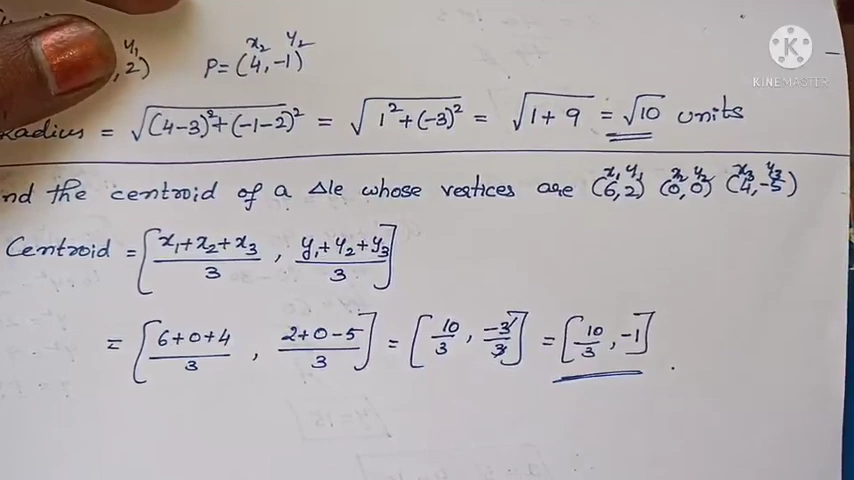 y₁ x₂ y₂
, 2) P = (4, -1)
Radius = √(4-3)²+(-1-2)² = √1²+(-3)² = √1+9 = √10 units
K
KINEMASTER
x₁ y₁ x₂ y₂ x₃ y₃
nd the centroid of a Δle whose vertices are (6,2) (0,0) (4,-5)
Centroid = [x₁+x₂+x₃/3 , y₁+y₂+y₃/3]
= [6+0+4/3 , 2+0-5/3] = [10/3 , -3/3] = [10/3 , -1]